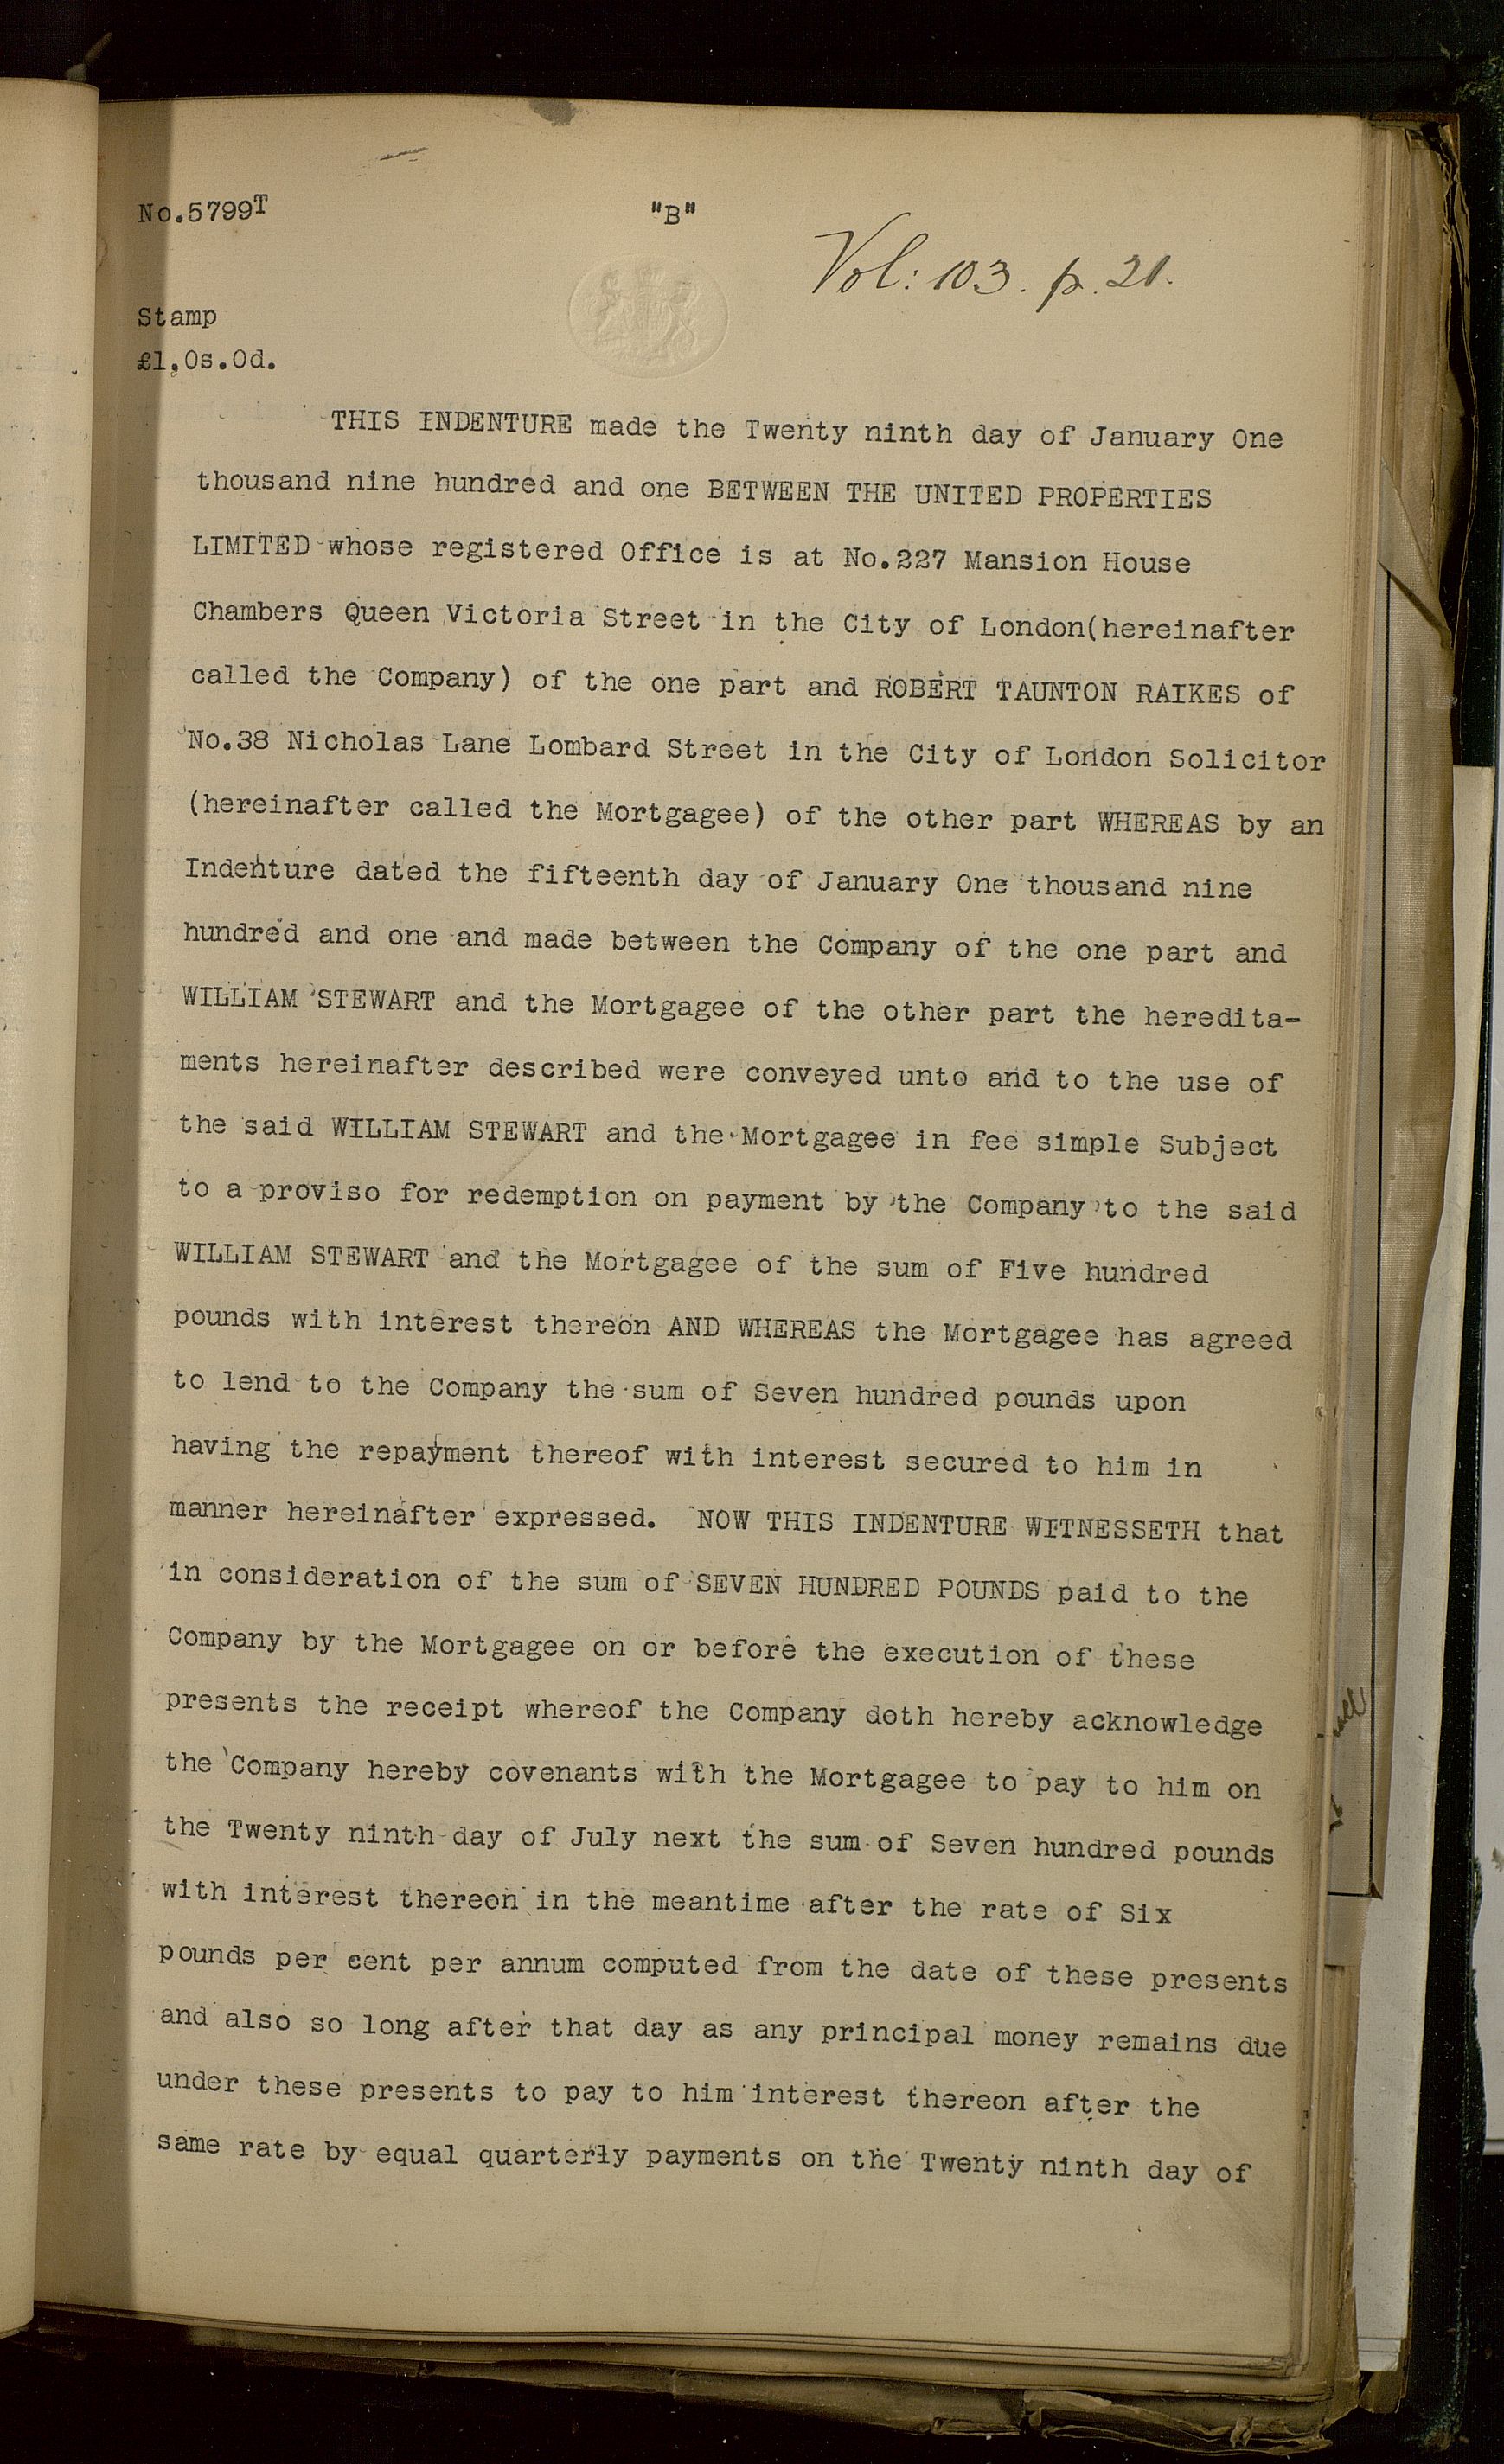 No.5799T
"B"
Vol: 103. p. 21.
Stamp
£1.0s.0d.
THIS INDENTURE made the Twenty ninth day of January One
thousand nine hundred and one BETWEEN THE UNITED PROPERTIES
LIMITED whose registered Office is at No.227 Mansion House
Chambers Queen Victoria Street in the City of London(hereinafter
called the Company) of the one part and ROBERT TAUNTON RAIKES of
No.38 Nicholas Lane Lombard Street in the City of London Solicitor
(hereinafter called the Mortgagee) of the other part WHEREAS by an
Indenture dated the fifteenth day of January One thousand nine
hundred and one and made between the Company of the one part and
WILLIAM STEWART and the Mortgagee of the other part the heredita-
ments hereinafter described were conveyed unto and to the use of
the said WILLIAM STEWART and the Mortgagee in fee simple Subject
to a proviso for redemption on payment by the Company to the said
WILLIAM STEWART and the Mortgagee of the sum of Five hundred
pounds with interest thereon AND WHEREAS the Mortgagee has agreed
to lend to the Company the sum of Seven hundred pounds upon
having the repayment thereof with interest secured to him in
manner hereinafter expressed. NOW THIS INDENTURE WITNESSETH that
in consideration of the sum of SEVEN HUNDRED POUNDS paid to the
Company by the Mortgagee on or before the execution of these
presents the receipt whereof the Company doth hereby acknowledge
the Company hereby covenants with the Mortgagee to pay to him on
the Twenty ninth day of July next the sum of Seven hundred pounds
with interest thereon in the meantime after the rate of Six
pounds per cent per annum computed from the date of these presents
and also so long after that day as any principal money remains due
under these presents to pay to him interest thereon after the
same rate by equal quarterly payments on the Twenty ninth day of